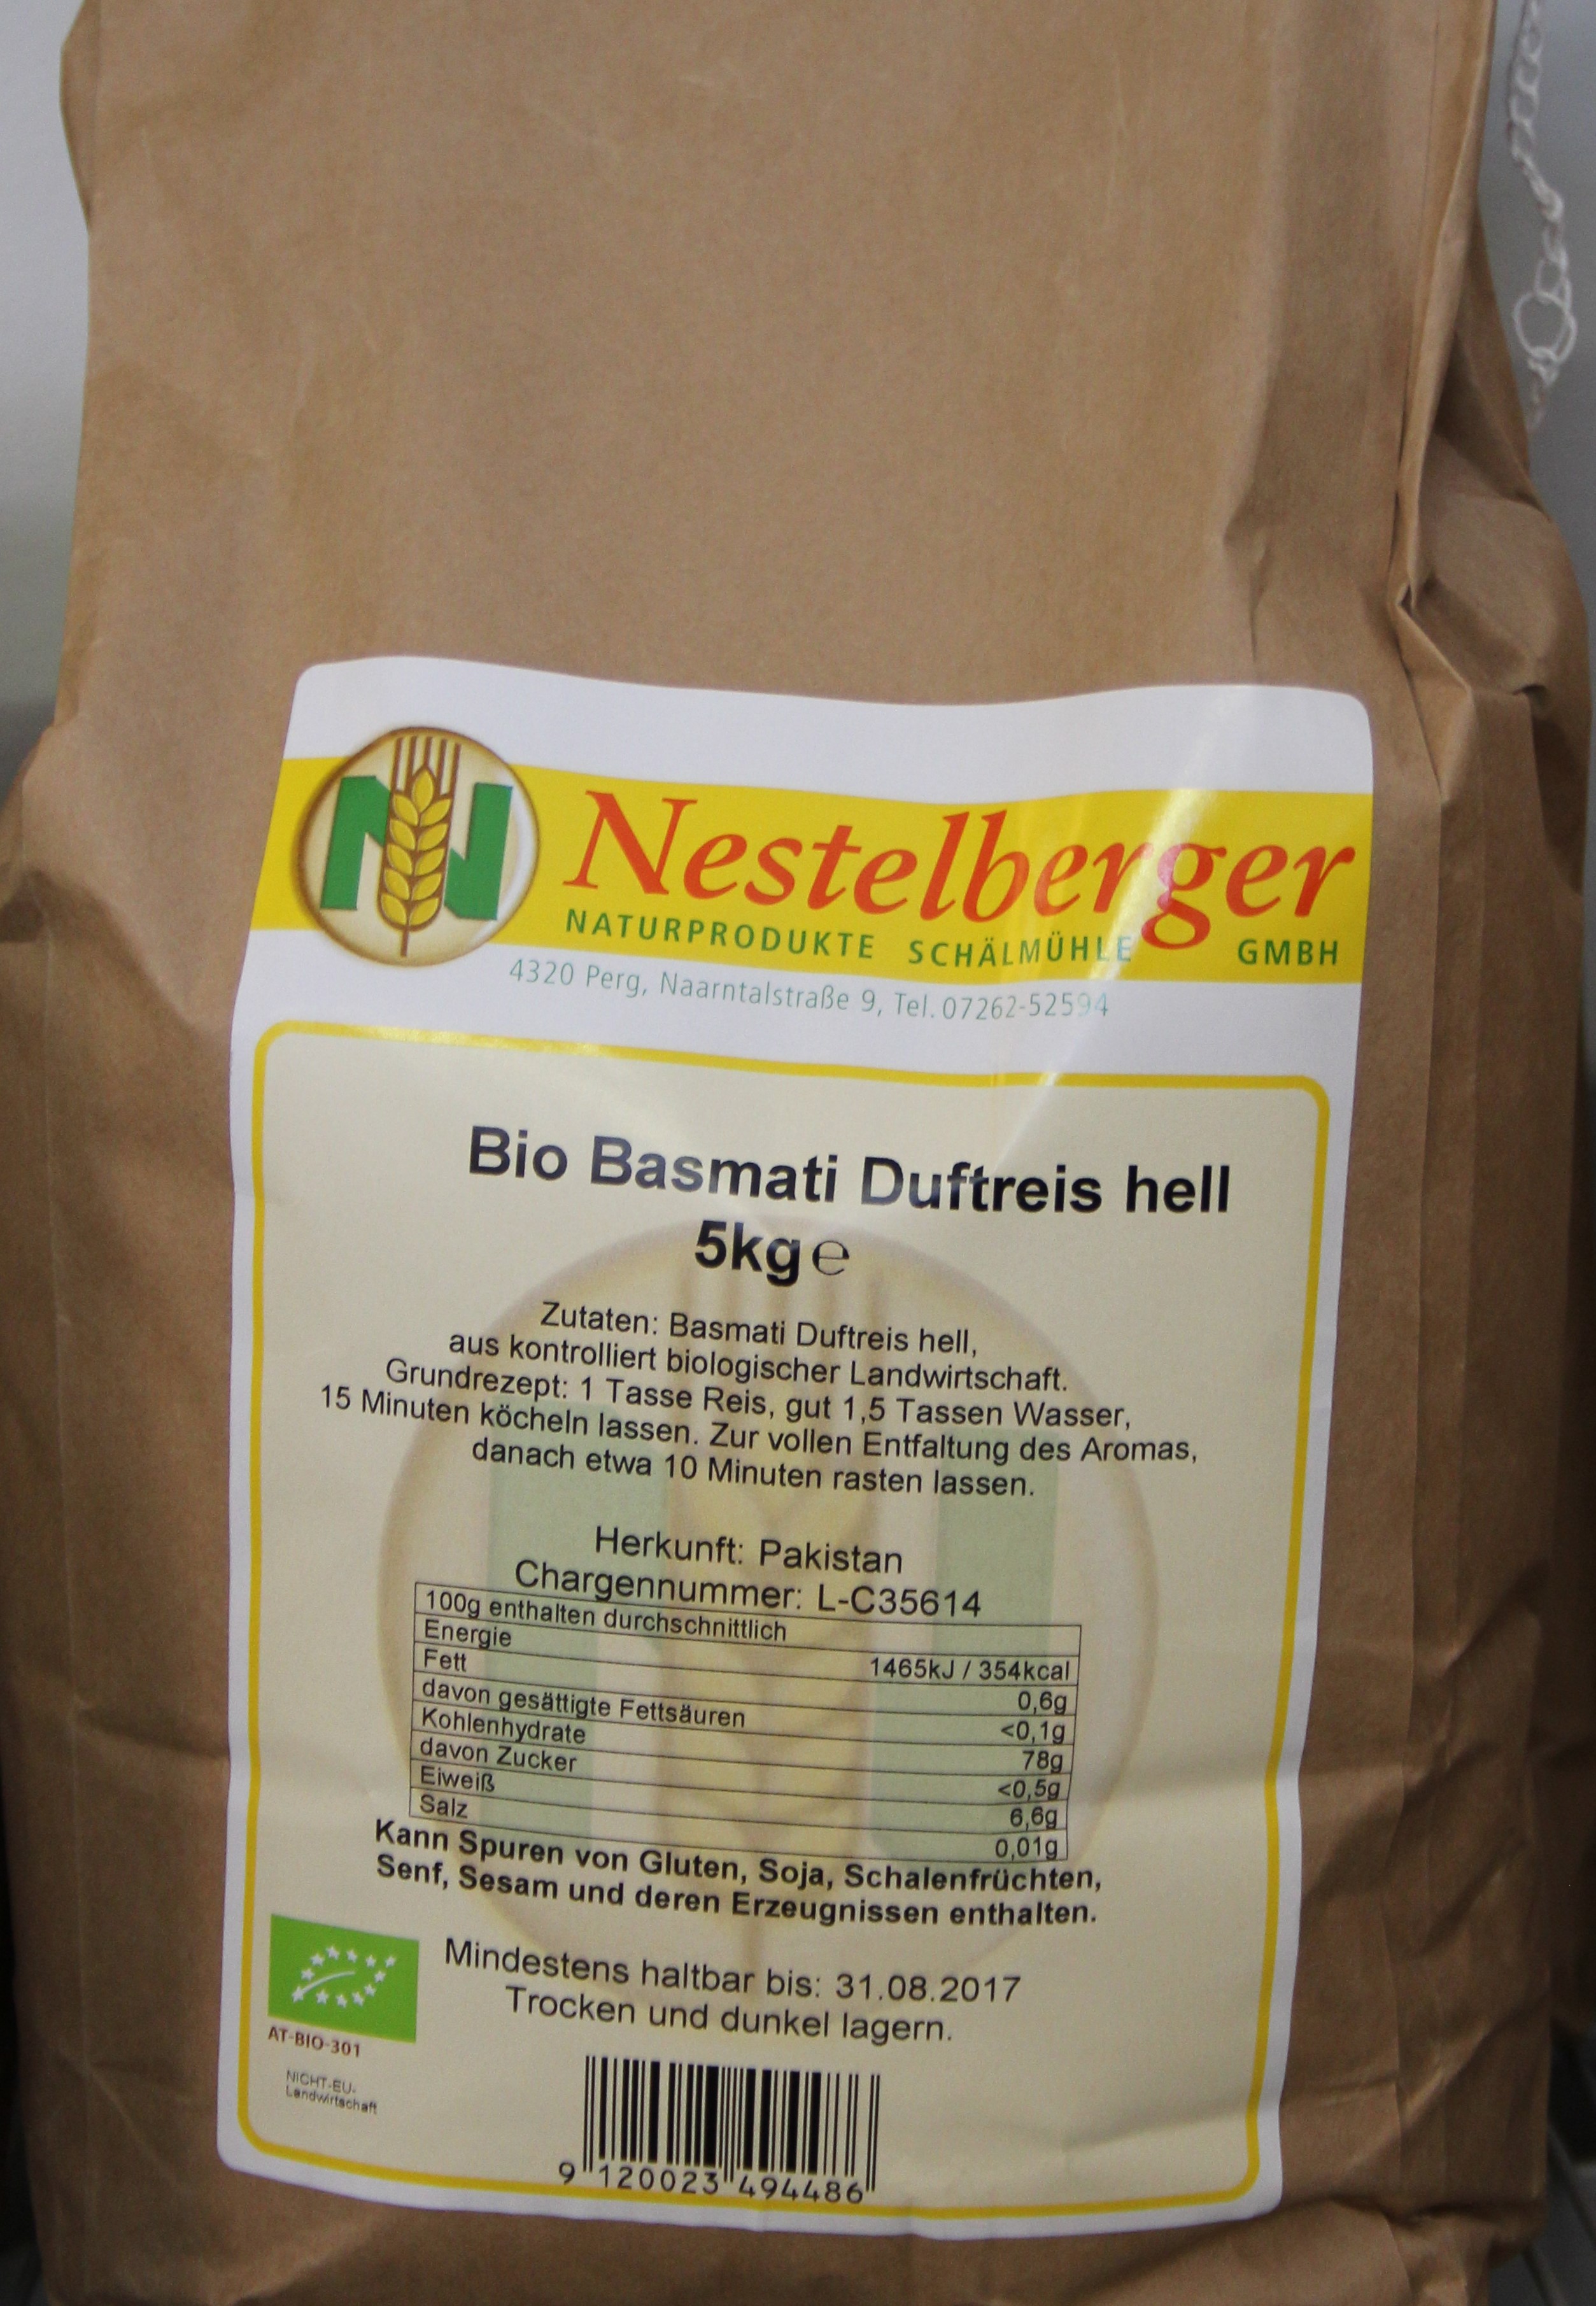 Nestelberger
NATURPRODUKTE SCHÄLMÜHLE GMBH
4320 Perg, Naarntalstraße 9, Tel. 07262-52594
Bio Basmati Duftreis hell
5kg℮
Zutaten: Basmati Duftreis hell,
aus kontrolliert biologischer Landwirtschaft.
Grundrezept: 1 Tasse Reis, gut 1,5 Tassen Wasser,
15 Minuten köcheln lassen. Zur vollen Entfaltung des Aromas,
danach etwa 10 Minuten rasten lassen.
Herkunft: Pakistan
Chargennummer: L-C35614
100g enthalten durchschnittlich
Energie 1465kJ / 354kcal
Fett 0,6g
davon gesättigte Fettsäuren <0,1g
Kohlenhydrate 78g
davon Zucker <0,5g
Eiweiß 6,6g
Salz 0,01g
Kann Spuren von Gluten, Soja, Schalenfrüchten,
Senf, Sesam und deren Erzeugnissen enthalten.
Mindestens haltbar bis: 31.08.2017
Trocken und dunkel lagern.
AT-BIO-301
NICHT-EU-
Landwirtschaft
9 120023 494486